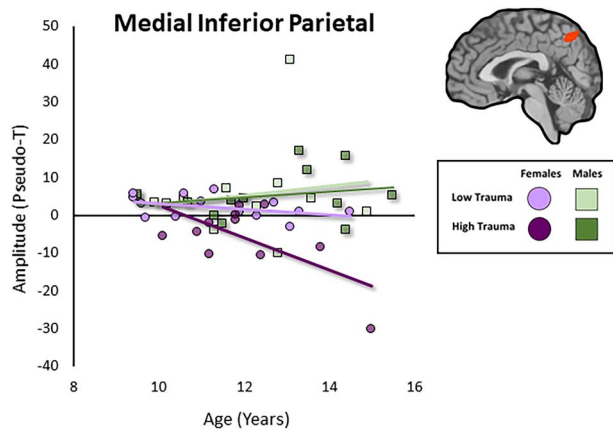 Medial Inferior Parietal
50
40
30
20
10
0
-10
-20
-30
-40
8
10
12
14
16
Amplitude (Pseudo-T)
Age (Years)
Females Males
Low Trauma
High Trauma